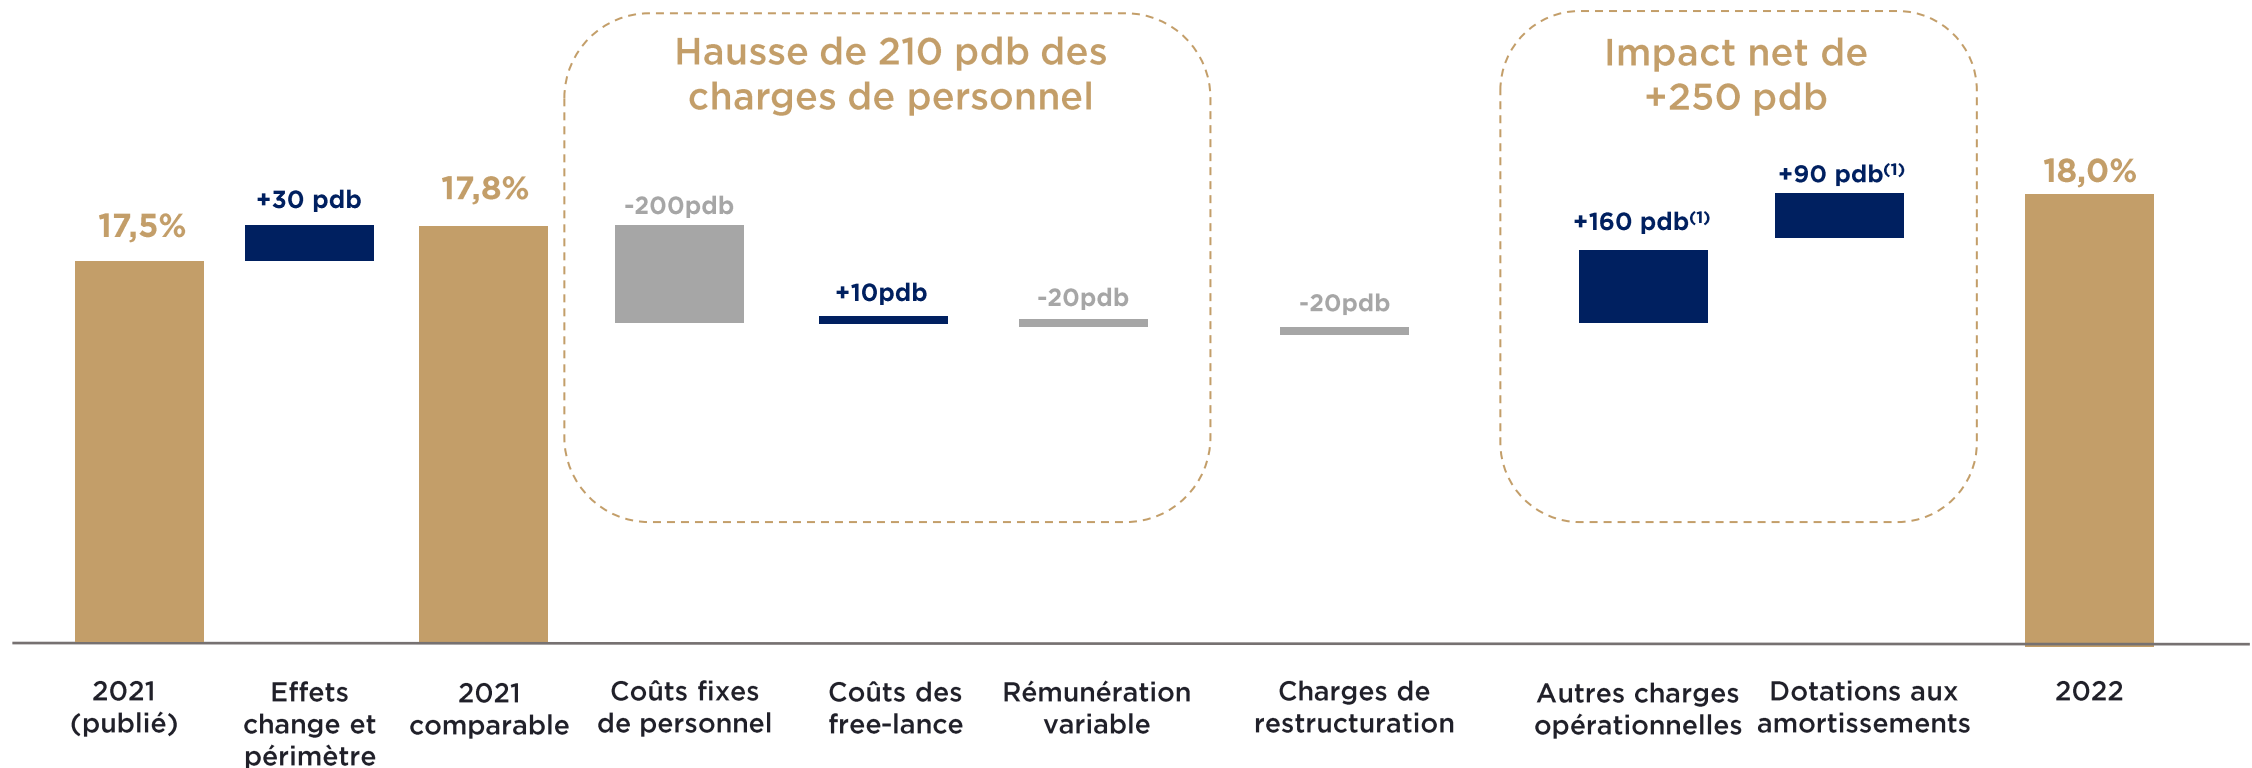 Hausse de 210 pdb des
charges de personnel
Impact net de
+250 pdb
17,5%
+30 pdb
17,8%
-200pdb
+10pdb
-20pdb
-20pdb
+160 pdb(1)
+90 pdb(1)
18,0%
2021
(publié)
Effets
change et
périmètre
2021
comparable
Coûts fixes
de personnel
Coûts des
free-lance
Rémunération
variable
Charges de
restructuration
Autres charges
opérationnelles
Dotations aux
amortissements
2022